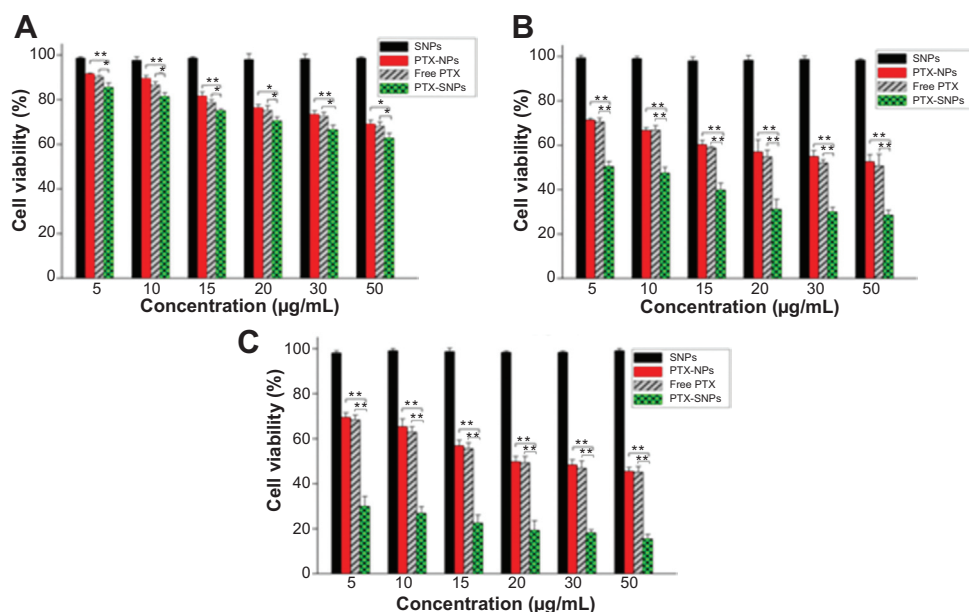 A
Cell viability (%)
100
80
60
40
20
0
SNPs
PTX-NPs
Free PTX
PTX-SNPs
** * ** * ** * * * ** * * *
5 10 15 20 30 50
Concentration (µg/mL)
B
Cell viability (%)
100
80
60
40
20
0
SNPs
PTX-NPs
Free PTX
PTX-SNPs
** ** ** ** ** ** ** ** ** ** ** **
5 10 15 20 30 50
Concentration (µg/mL)
C
Cell viability (%)
100
80
60
40
20
0
SNPs
PTX-NPs
Free PTX
PTX-SNPs
** ** ** ** ** ** ** ** ** ** ** **
5 10 15 20 30 50
Concentration (µg/mL)